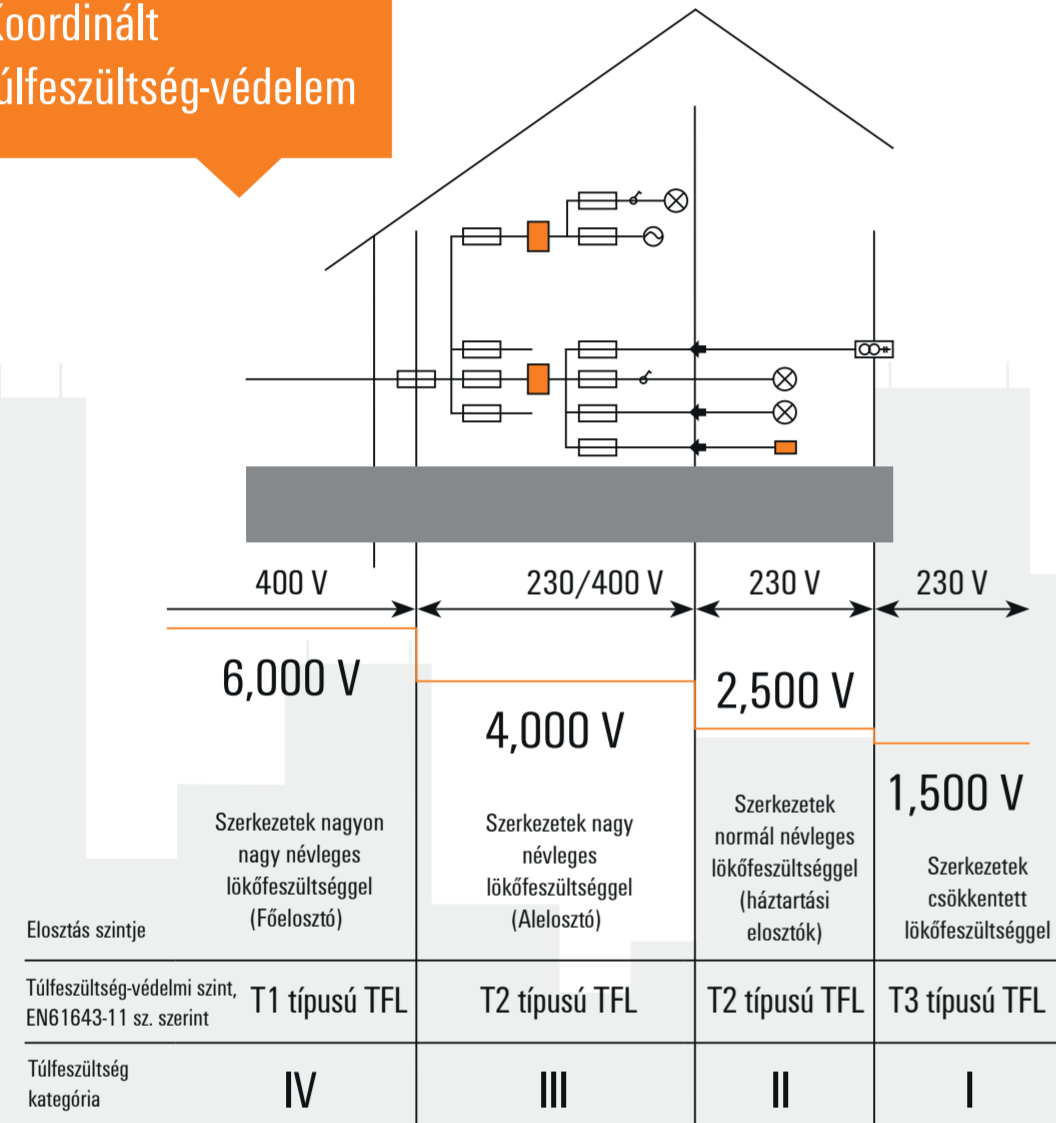 Koordinált
túlfeszültség-védelem
400 V
230/400 V
230 V
230 V
6,000 V
4,000 V
2,500 V
1,500 V
Elosztás szintje
Szerkezetek nagyon
nagy névleges
lökőfeszültséggel
(Főelosztó)
Szerkezetek nagy
névleges
lökőfeszültséggel
(Alelosztó)
Szerkezetek
normál névleges
lökőfeszültséggel
(háztartási
elosztók)
Szerkezetek
csökkentett
lökőfeszültséggel
Túlfeszültség-védelmi szint,
EN61643-11 sz. szerint
T1 típusú TFL
T2 típusú TFL
T2 típusú TFL
T3 típusú TFL
Túlfeszültség
kategória
IV
III
II
I